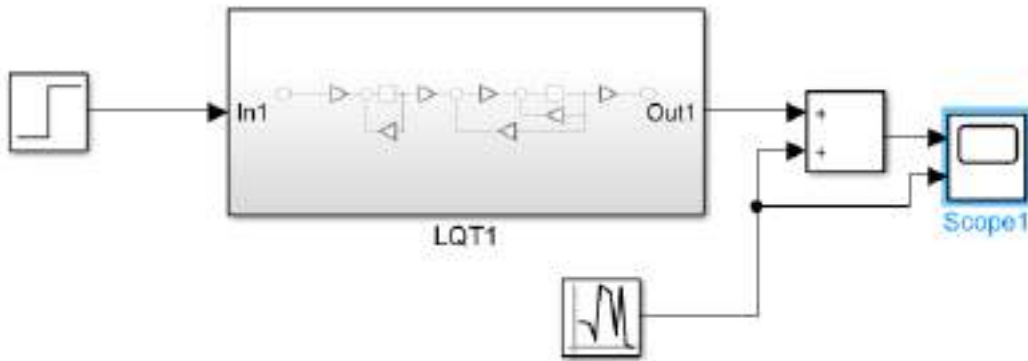 In1
Out1
+
+
LQT1
Scope1